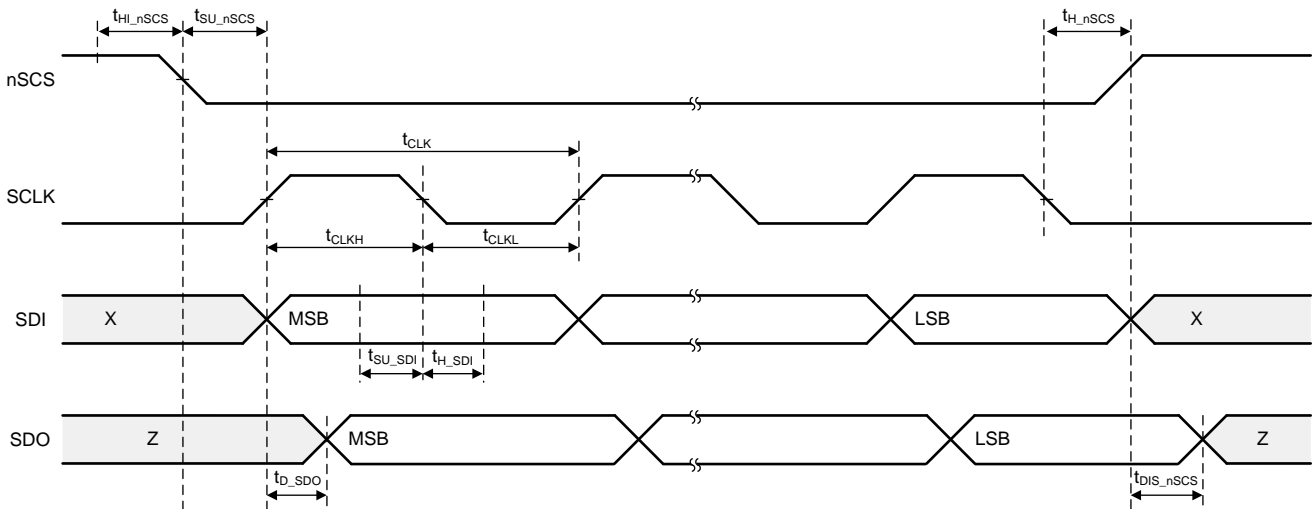 tHI_nSCS tSU_nSCS tH_nSCS
nSCS
tCLK
SCLK
tCLKH tCLKL
SDI X MSB LSB X
tSU_SDI tH_SDI
SDO Z MSB LSB Z
tD_SDO tDIS_nSCS